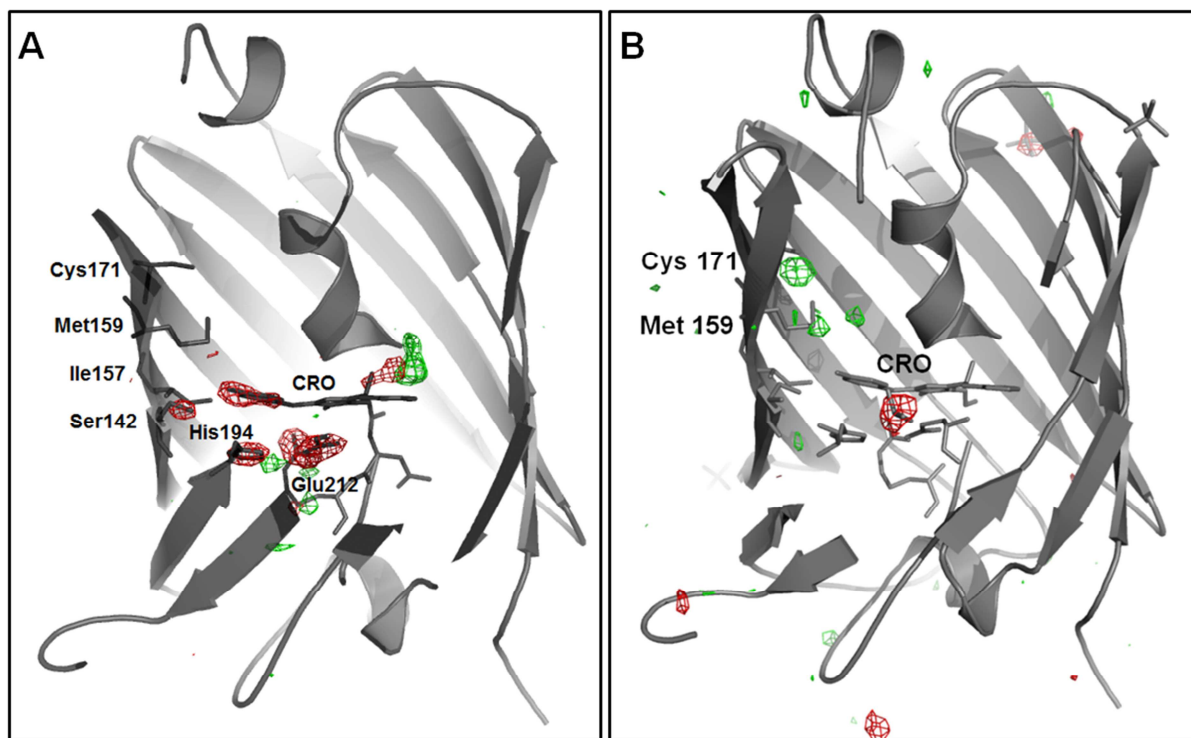 A
Cys171
Met159
Ile157
CRO
Ser142
His194
Glu212
B
Cys 171
Met 159
CRO